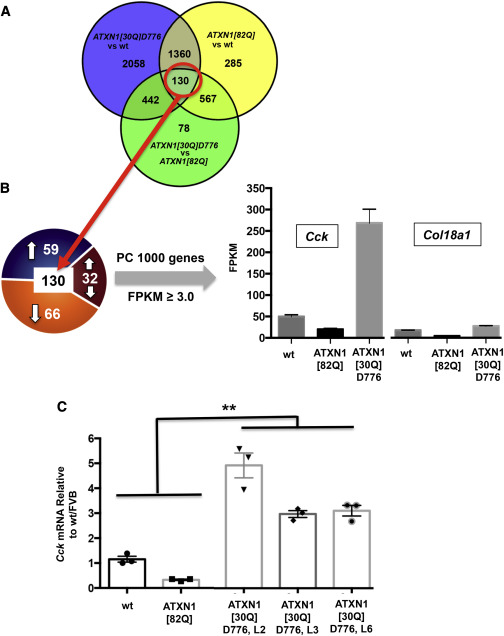 A
ATXN1[30Q]D776
vs wt
ATXN1[82Q]
vs wt
2058
1360
285
130
442
567
78
ATXN1[30Q]D776
vs
ATXN1[82Q]
B
59
130
32
66
PC 1000 genes
FPKM ≥ 3.0
FPKM
350
300
250
200
150
100
50
0
Cck
Col18a1
wt
ATXN1
[82Q]
ATXN1
[30Q]
D776
wt
ATXN1
[82Q]
ATXN1
[30Q]
D776
C
**
Cck mRNA Relative
to wt/FVB
6
5
4
3
2
1
0
wt
ATXN1
[82Q]
ATXN1
[30Q]
D776, L2
ATXN1
[30Q]
D776, L3
ATXN1
[30Q]
D776, L6